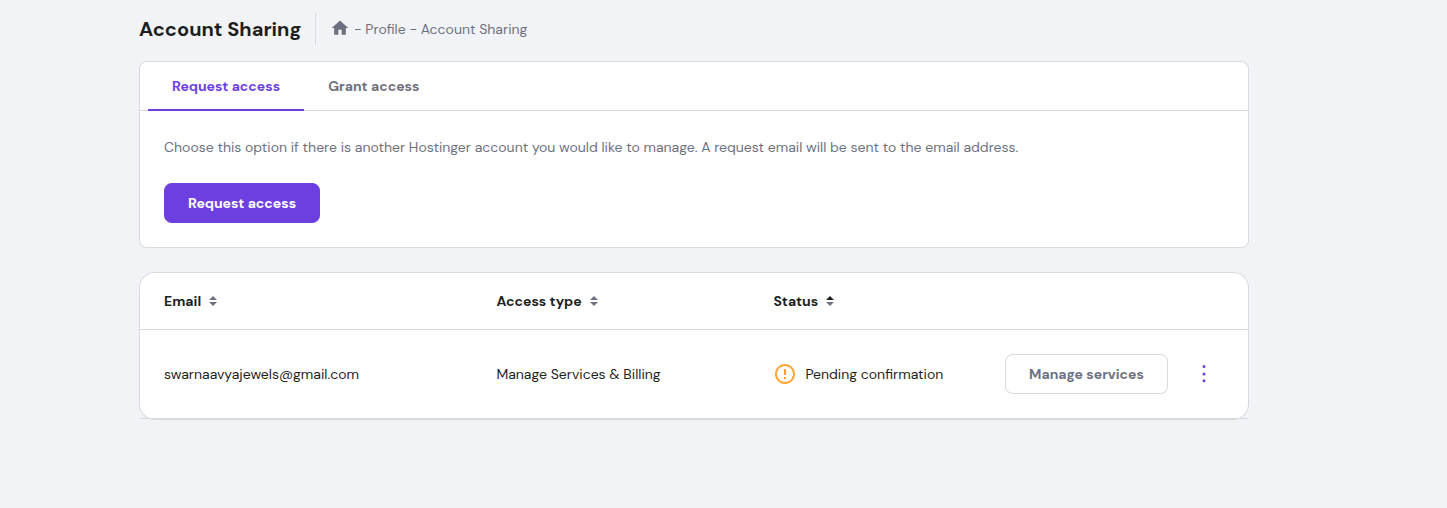 Account Sharing
- Profile - Account Sharing
Request access
Grant access
Choose this option if there is another Hostinger account you would like to manage. A request email will be sent to the email address.
Request access
Email
Access type
Status
swarnaavyajewels@gmail.com
Manage Services & Billing
Pending confirmation
Manage services